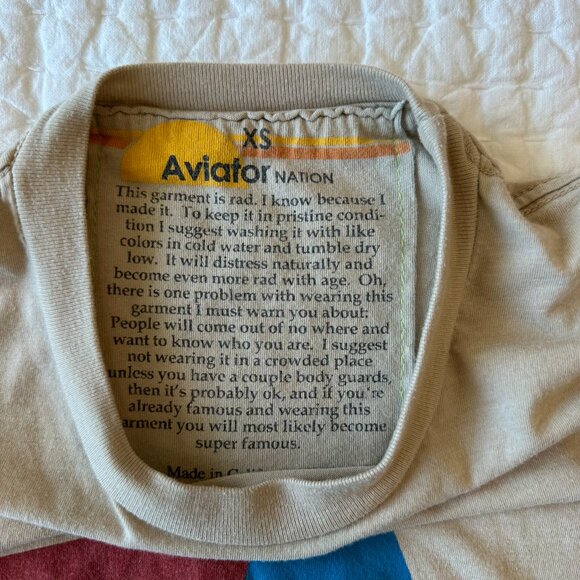 XS
Aviator NATION
This garment is rad. I know because I
made it. To keep it in pristine condi-
tion I suggest washing it with like
colors in cold water and tumble dry
low. It will distress naturally and
become even more rad with age. Oh,
there is one problem with wearing this
garment I must warn you about:
People will come out of no where and
want to know who you are. I suggest
not wearing it in a crowded place
unless you have a couple body guards,
then it's probably ok, and if you're
already famous and wearing this
garment you will most likely become
super famous.
Made in